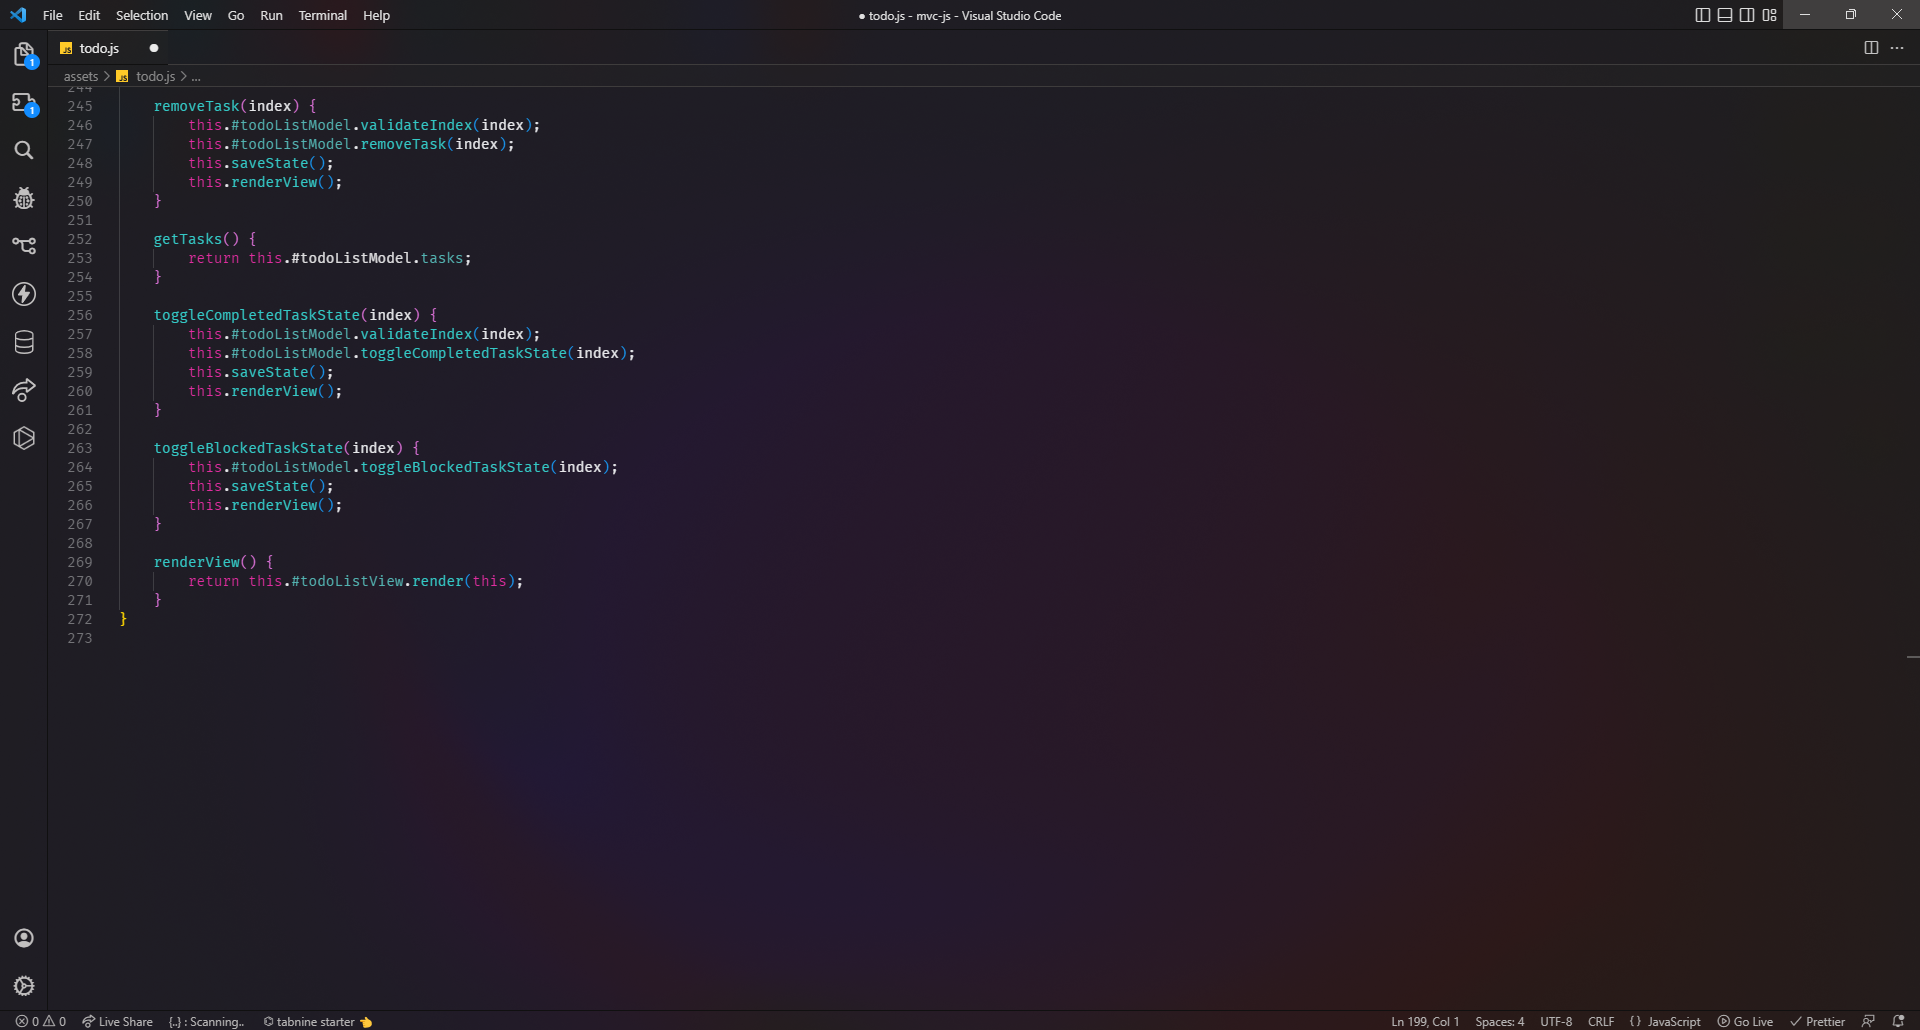 File Edit Selection View Go Run Terminal Help
● todo.js - mvc-js - Visual Studio Code
todo.js
assets > todo.js > ...
1
1
244
245 removeTask(index) {
246 this.#todoListModel.validateIndex(index);
247 this.#todoListModel.removeTask(index);
248 this.saveState();
249 this.renderView();
250 }
251
252 getTasks() {
253 return this.#todoListModel.tasks;
254 }
255
256 toggleCompletedTaskState(index) {
257 this.#todoListModel.validateIndex(index);
258 this.#todoListModel.toggleCompletedTaskState(index);
259 this.saveState();
260 this.renderView();
261 }
262
263 toggleBlockedTaskState(index) {
264 this.#todoListModel.toggleBlockedTaskState(index);
265 this.saveState();
266 this.renderView();
267 }
268
269 renderView() {
270 return this.#todoListView.render(this);
271 }
272 }
273
0 0 Live Share {..} : Scanning.. tabnine starter 👈 Ln 199, Col 1 Spaces: 4 UTF-8 CRLF {} JavaScript Go Live Prettier